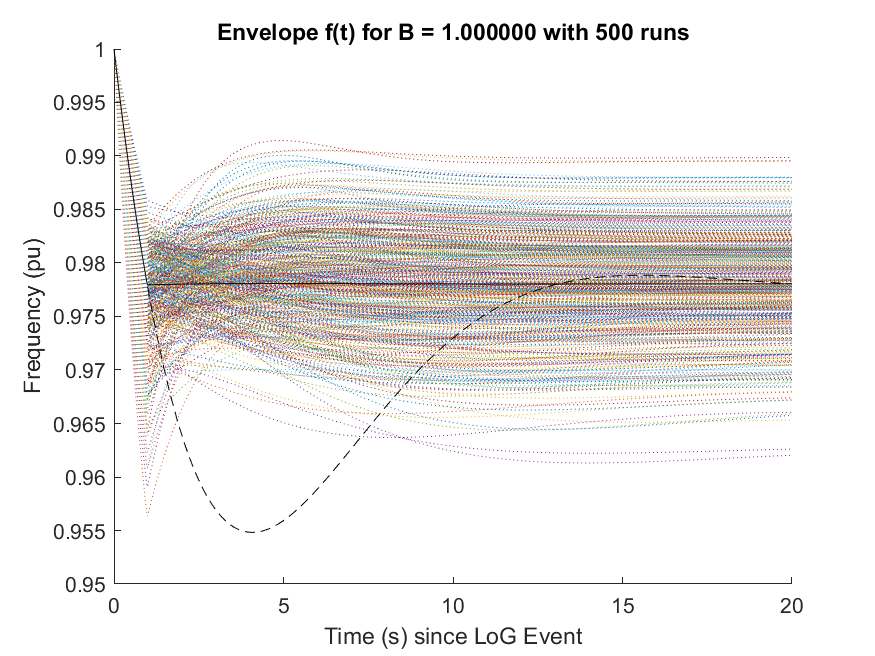 Envelope f(t) for B = 1.000000 with 500 runs
1
0.995
0.99
0.985
0.98
0.975
0.97
0.965
0.96
0.955
0.95
Frequency (pu)
0 5 10 15 20
Time (s) since LoG Event